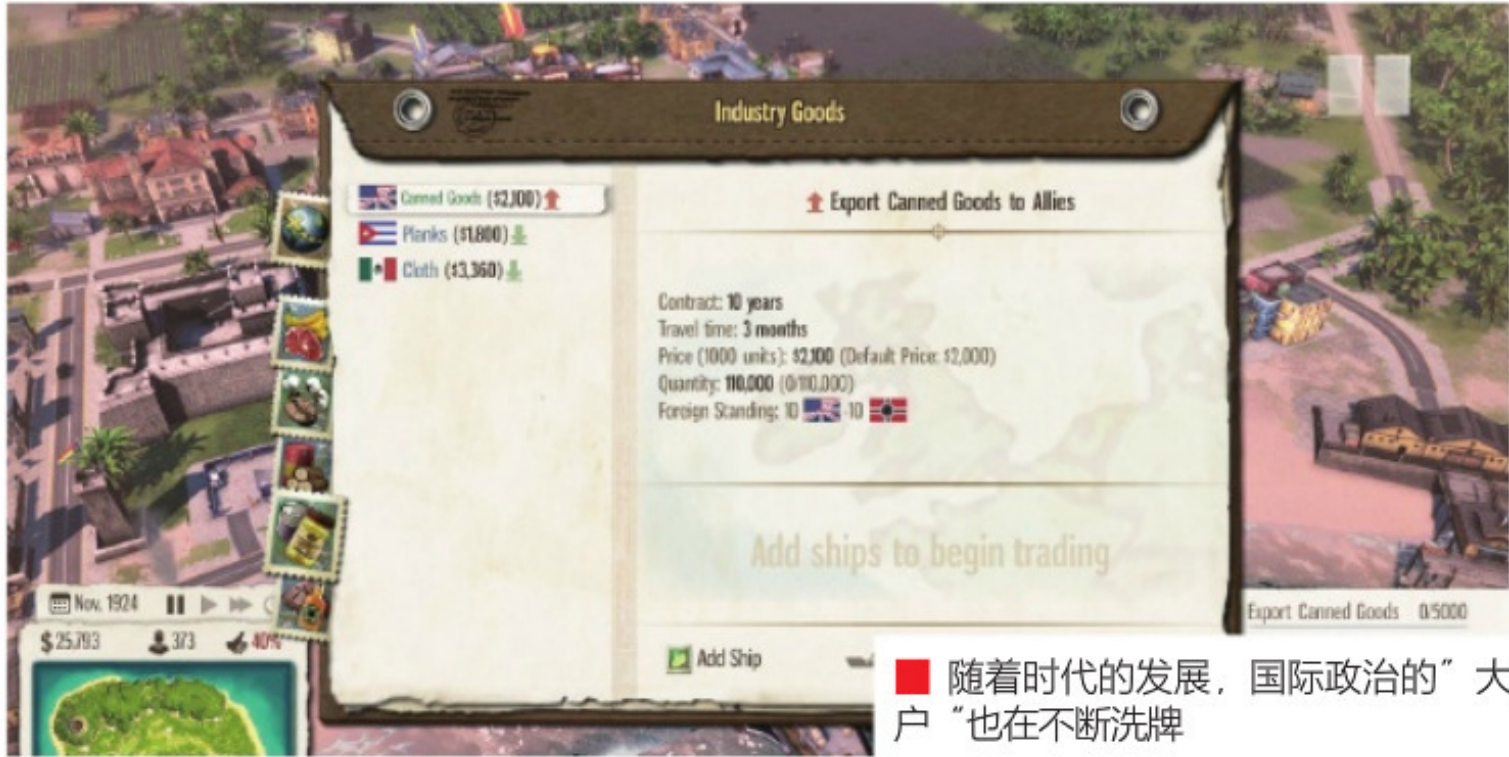 Industry Goods
Canned Goods ($2,100)
Planks ($1,800)
Cloth ($3,360)
Export Canned Goods to Allies
Contract: 10 years
Travel time: 3 months
Price (1000 units): $2,100 (Default Price: $2,000)
Quantity: 110,000 (0/110,000)
Foreign Standing: 10 -10
Add ships to begin trading
Add Ship
Nov. 1924
$ 25,793 373 40%
Export Canned Goods 0/5000
随着时代的发展，国际政治的”大
户“也在不断洗牌